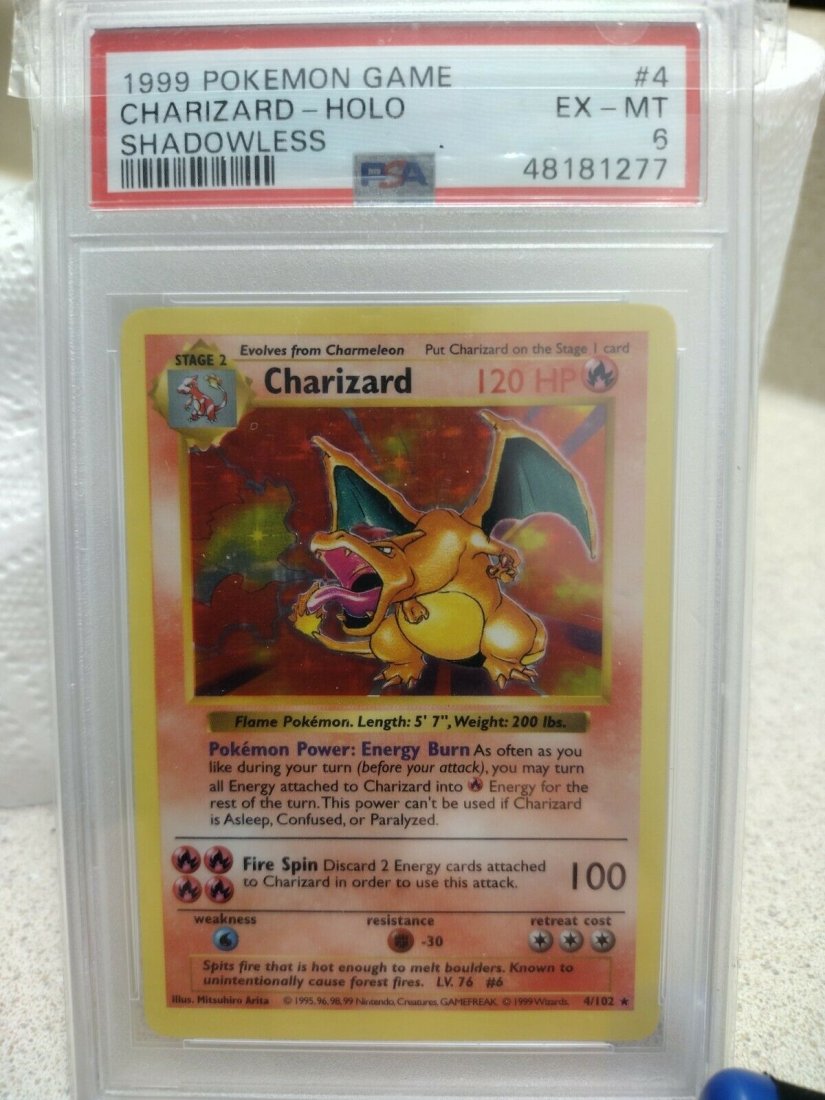 1999 POKEMON GAME #4
CHARIZARD - HOLO EX - MT
SHADOWLESS 6
PSA 48181277
Evolves from Charmeleon Put Charizard on the Stage 1 card
STAGE 2
Charizard 120 HP
Flame Pokémon. Length: 5' 7", Weight: 200 lbs.
Pokémon Power: Energy Burn As often as you
like during your turn (before your attack), you may turn
all Energy attached to Charizard into Energy for the
rest of the turn. This power can't be used if Charizard
is Asleep, Confused, or Paralyzed.
Fire Spin Discard 2 Energy cards attached
to Charizard in order to use this attack. 100
weakness resistance retreat cost
-30
Spits fire that is hot enough to melt boulders. Known to
unintentionally cause forest fires. LV. 76 #6
Illus. Mitsuhiro Arita © 1995, 96, 98, 99 Nintendo, Creatures, GAMEFREAK. © 1999 Wizards. 4/102 ★